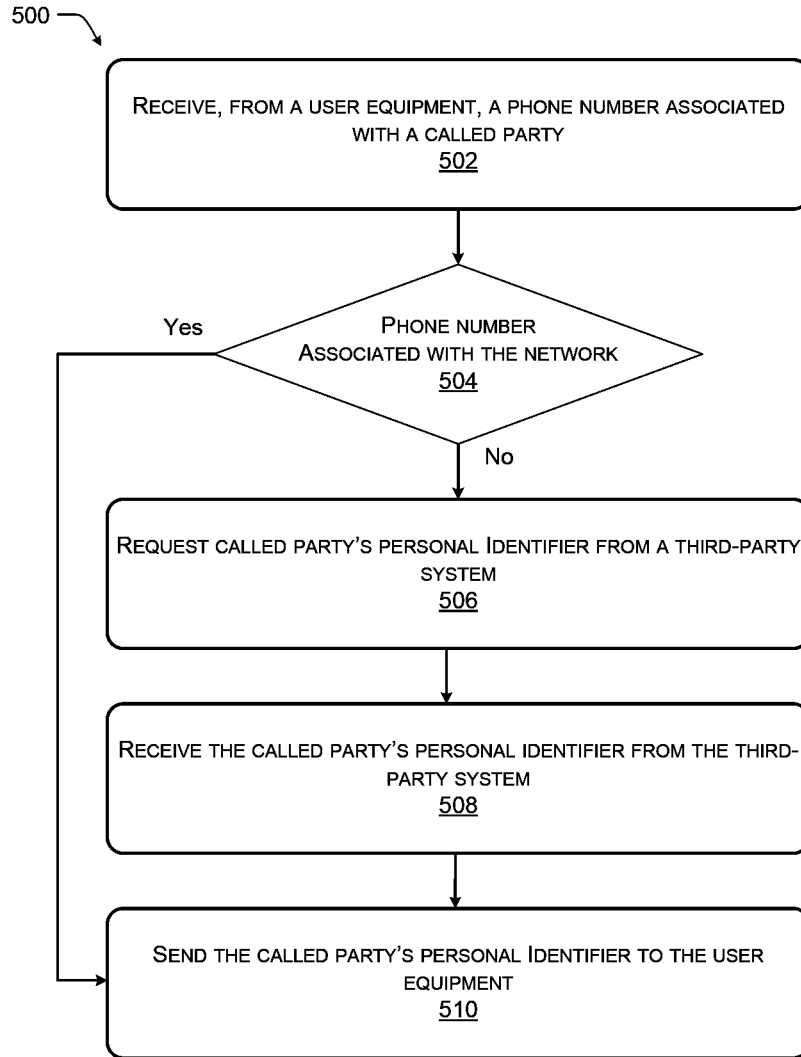 500
RECEIVE, FROM A USER EQUIPMENT, A PHONE NUMBER ASSOCIATED
WITH A CALLED PARTY
502
PHONE NUMBER
ASSOCIATED WITH THE NETWORK
504
Yes
No
REQUEST CALLED PARTY'S PERSONAL IDENTIFIER FROM A THIRD-PARTY
SYSTEM
506
RECEIVE THE CALLED PARTY'S PERSONAL IDENTIFIER FROM THE THIRD-
PARTY SYSTEM
508
SEND THE CALLED PARTY'S PERSONAL IDENTIFIER TO THE USER
EQUIPMENT
510